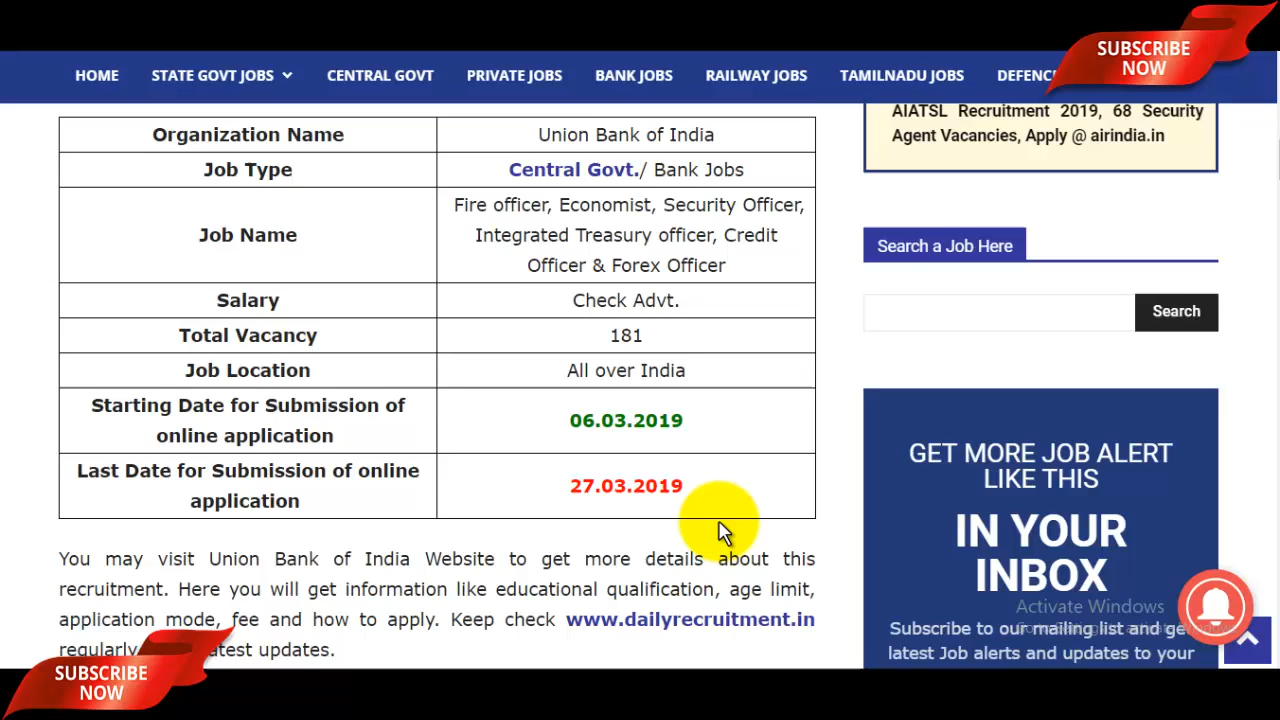 SUBSCRIBE
NOW
HOME STATE GOVT JOBS CENTRAL GOVT PRIVATE JOBS BANK JOBS RAILWAY JOBS TAMILNADU JOBS
Organization Name Union Bank of India
Job Type Central Govt./ Bank Jobs
Job Name Fire officer, Economist, Security Officer,
Integrated Treasury officer, Credit
Officer & Forex Officer
Salary Check Advt.
Total Vacancy 181
Job Location All over India
Starting Date for Submission of
online application 06.03.2019
Last Date for Submission of online
application 27.03.2019
You may visit Union Bank of India Website to get more details about this
recruitment. Here you will get information like educational qualification, age limit,
application mode, fee and how to apply. Keep check www.dailyrecruitment.in
regularly atest updates.
AIATSL Recruitment 2019, 68 Security
Agent Vacancies, Apply @ airindia.in
Search a Job Here
Search
GET MORE JOB ALERT
LIKE THIS
IN YOUR
INBOX
Activate Windows
Subscribe to our mailing list and ge
latest Job alerts and updates to your
SUBSCRIBE
NOW